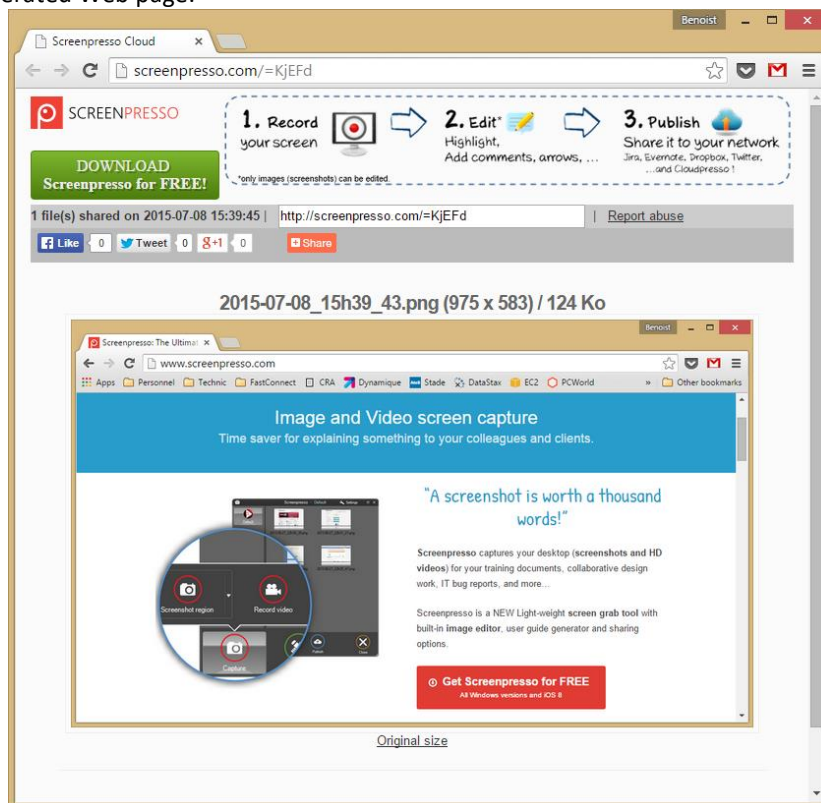 erated Web page.
Benoist
Screenpresso Cloud
screenpresso.com/=KjEFd
SCREENPRESSO
DOWNLOAD
Screenpresso for FREE!
1. Record
your screen
2. Edit*
Highlight,
Add comments, arrows, ...
3. Publish
Share it to your network
Jira, Evernote, Dropbox, Twitter,
...and Cloudpresso !
*only images (screenshots) can be edited.
1 file(s) shared on 2015-07-08 15:39:45 | http://screenpresso.com/=KjEFd | Report abuse
Like 0 Tweet 0 g+1 0 Share
2015-07-08_15h39_43.png (975 x 583) / 124 Ko
Benoist
Screenpresso: The Ultima
www.screenpresso.com
Apps Personnel Technic FastConnect CRA Dynamique Stade DataStax EC2 PCWorld » Other bookmarks
Image and Video screen capture
Time saver for explaining something to your colleagues and clients.
"A screenshot is worth a thousand
words!"
Screenpresso captures your desktop (screenshots and HD
videos) for your training documents, collaborative design
work, IT bug reports, and more...
Screenpresso is a NEW Light-weight screen grab tool with
built-in image editor, user guide generator and sharing
options.
Screenshot region
Record video
Capture
Publish
Close
Get Screenpresso for FREE
All Windows versions and iOS 8
Original size